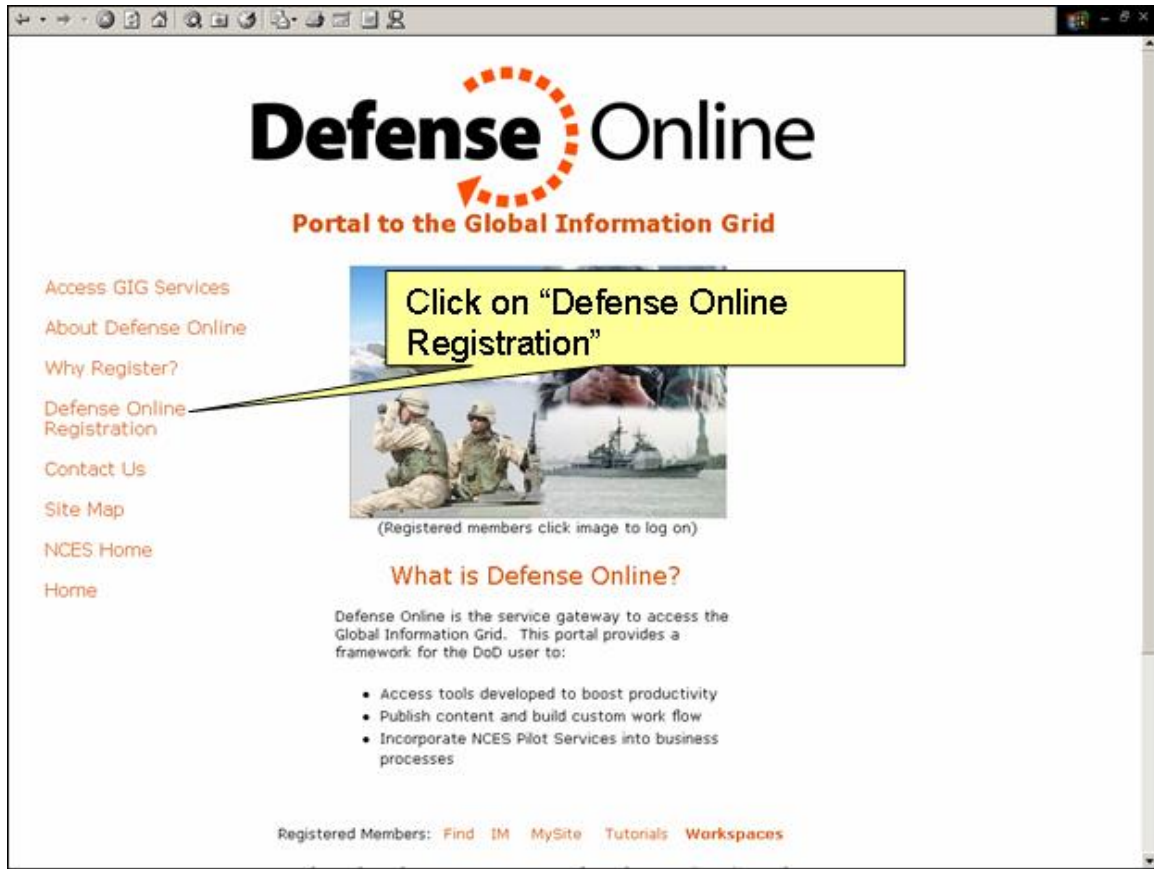 Defense Online
Portal to the Global Information Grid
Access GIG Services
About Defense Online
Why Register?
Defense Online
Registration
Contact Us
Site Map
NCES Home
Home
Click on “Defense Online
Registration”
(Registered members click image to log on)
What is Defense Online?
Defense Online is the service gateway to access the
Global Information Grid. This portal provides a
framework for the DoD user to:
• Access tools developed to boost productivity
• Publish content and build custom work flow
• Incorporate NCES Pilot Services into business
processes
Registered Members: Find IM MySite Tutorials Workspaces